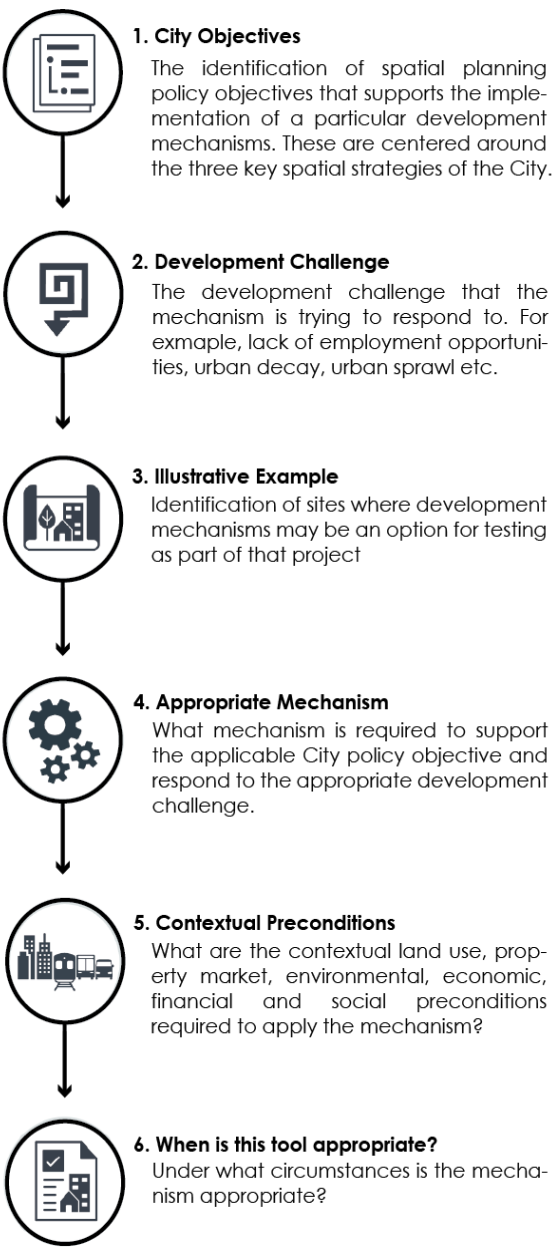 1. City Objectives
The identification of spatial planning
policy objectives that supports the imple-
mentation of a particular development
mechanisms. These are centered around
the three key spatial strategies of the City.
2. Development Challenge
The development challenge that the
mechanism is trying to respond to. For
exmaple, lack of employment opportuni-
ties, urban decay, urban sprawl etc.
3. Illustrative Example
Identification of sites where development
mechanisms may be an option for testing
as part of that project
4. Appropriate Mechanism
What mechanism is required to support
the applicable City policy objective and
respond to the appropriate development
challenge.
5. Contextual Preconditions
What are the contextual land use, prop-
erty market, environmental, economic,
financial and social preconditions
required to apply the mechanism?
6. When is this tool appropriate?
Under what circumstances is the mecha-
nism appropriate?